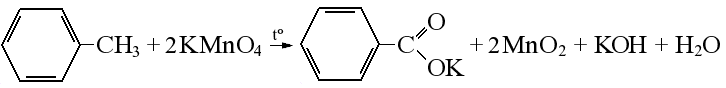 CH3 + 2KMnO4 t° C O OK + 2MnO2 + KOH + H2O